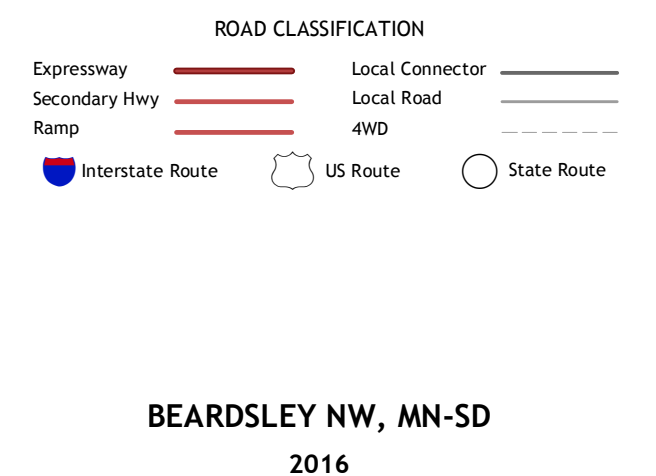 ROAD CLASSIFICATION
Expressway
Local Connector
Secondary Hwy
Local Road
Ramp
4WD
Interstate Route
US Route
State Route
BEARDSLEY NW, MN-SD
2016